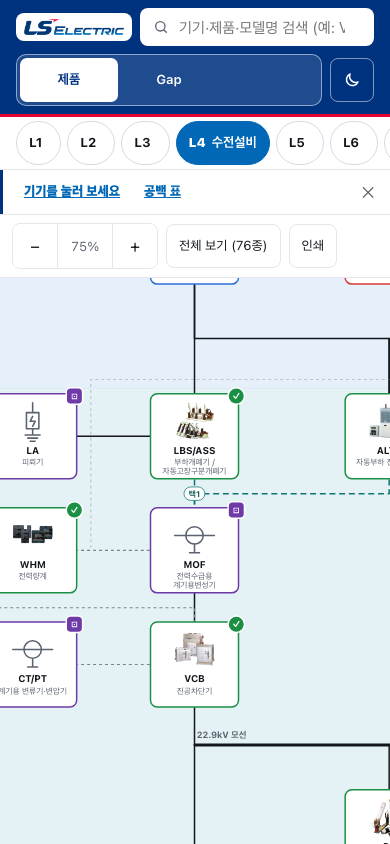 LS ELECTRIC
기기·제품·모델명 검색 (예: V
제품
Gap
L1
L2
L3
L4 수전설비
L5
L6
기기를 눌러 보세요
공백 표
75%
전체 보기 (76종)
인쇄
LA
피뢰기
LBS/ASS
부하개폐기 /
자동고장구분개폐기
자동부하 전
택1
WHM
전력량계
MOF
전력수급용
계기용변성기
CT/PT
계기용 변류기·변압기
VCB
진공차단기
22.9kV 모선